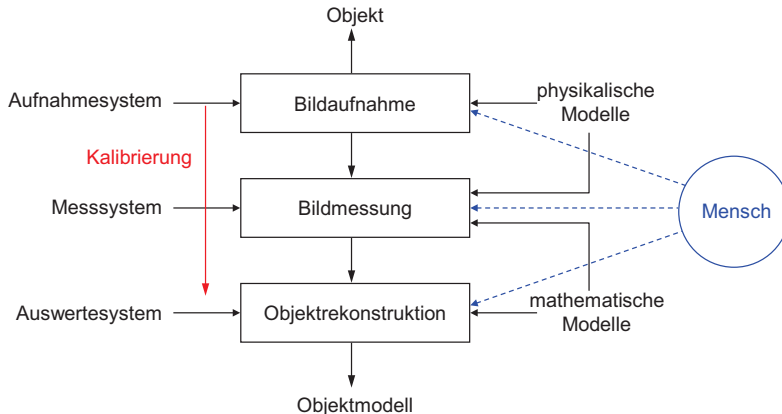 Objekt
Aufnahmesystem
Bildaufnahme
physikalische
Modelle
Kalibrierung
Messsystem
Bildmessung
Mensch
Auswertesystem
Objektrekonstruktion
mathematische
Modelle
Objektmodell